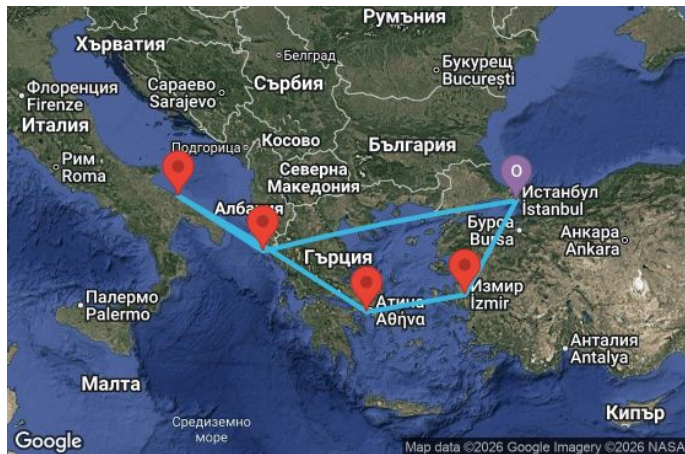 Румъния
Хърватия
Белград
Букурещ
București
Флоренция
Firenze
Сараево
Sarajevo
Сърбия
Италия
Рим
Roma
Подгорица
Косово
България
Северна
Македония
O
Истанбул
İstanbul
Албания
Бурса
Bursa
Анкара
Ankara
Гърция
Палермо
Palermo
Атина
Αθήνα
Измир
İzmir
Анталия
Antalya
Малта
Средиземно
море
Кипър
Google
Map data ©2026 Google Imagery ©2026 NASA